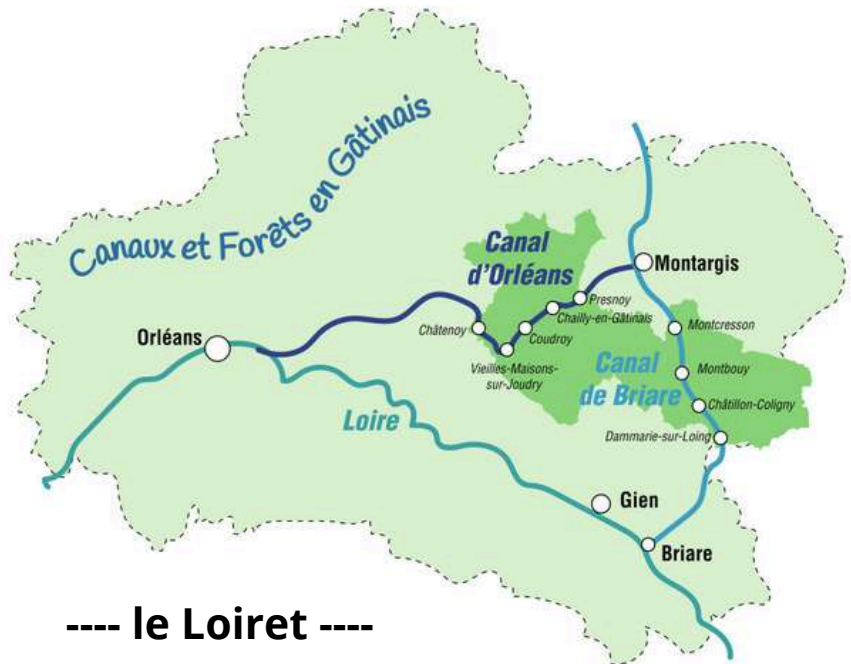 Canaux et Forêts en Gâtinais
Canal
d'Orléans
Montargis
Presnoy
Chailly-en-Gâtinais
Châtenoy
Coudroy
Montcresson
Orléans
Vieilles-Maisons-
sur-Joudry
Canal
de Briare
Montbouy
Châtillon-Coligny
Loire
Dammarie-sur-Loing
Gien
Briare
---- le Loiret ----